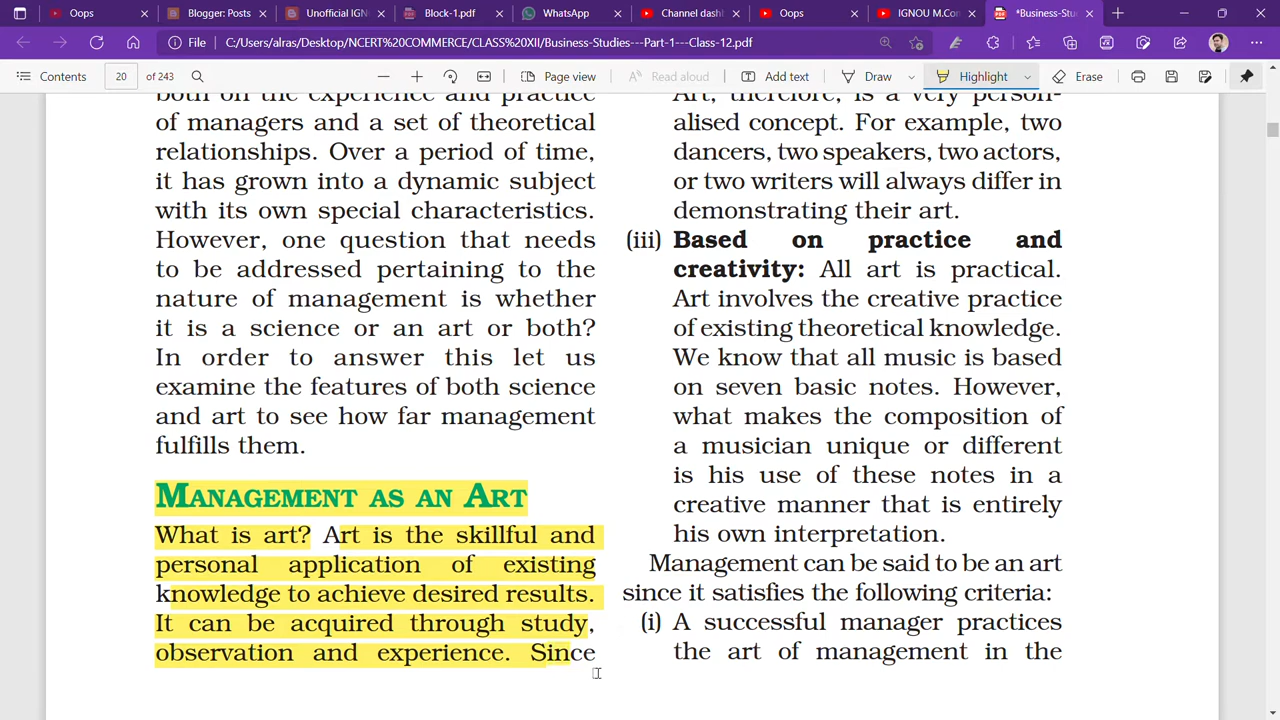 Oops
Blogger: Posts
Unofficial IGN
Block-1.pdf
WhatsApp
Channel dash
Oops
IGNOU M.Con
*Business-Stu
File
C:/Users/alras/Desktop/NCERT%20COMMERCE/CLASS%20XII/Business-Studies---Part-1---Class-12.pdf
Contents
20 of 243
Page view
Read aloud
Add text
Draw
Highlight
Erase
both on the experience and practice
of managers and a set of theoretical
relationships. Over a period of time,
it has grown into a dynamic subject
with its own special characteristics.
However, one question that needs
to be addressed pertaining to the
nature of management is whether
it is a science or an art or both?
In order to answer this let us
examine the features of both science
and art to see how far management
fulfills them.
MANAGEMENT AS AN ART
What is art? Art is the skillful and
personal application of existing
knowledge to achieve desired results.
It can be acquired through study,
observation and experience. Since
Art, therefore, is a very person-
alised concept. For example, two
dancers, two speakers, two actors,
or two writers will always differ in
demonstrating their art.
(iii) Based on practice and
creativity: All art is practical.
Art involves the creative practice
of existing theoretical knowledge.
We know that all music is based
on seven basic notes. However,
what makes the composition of
a musician unique or different
is his use of these notes in a
creative manner that is entirely
his own interpretation.
Management can be said to be an art
since it satisfies the following criteria:
(i) A successful manager practices
the art of management in the